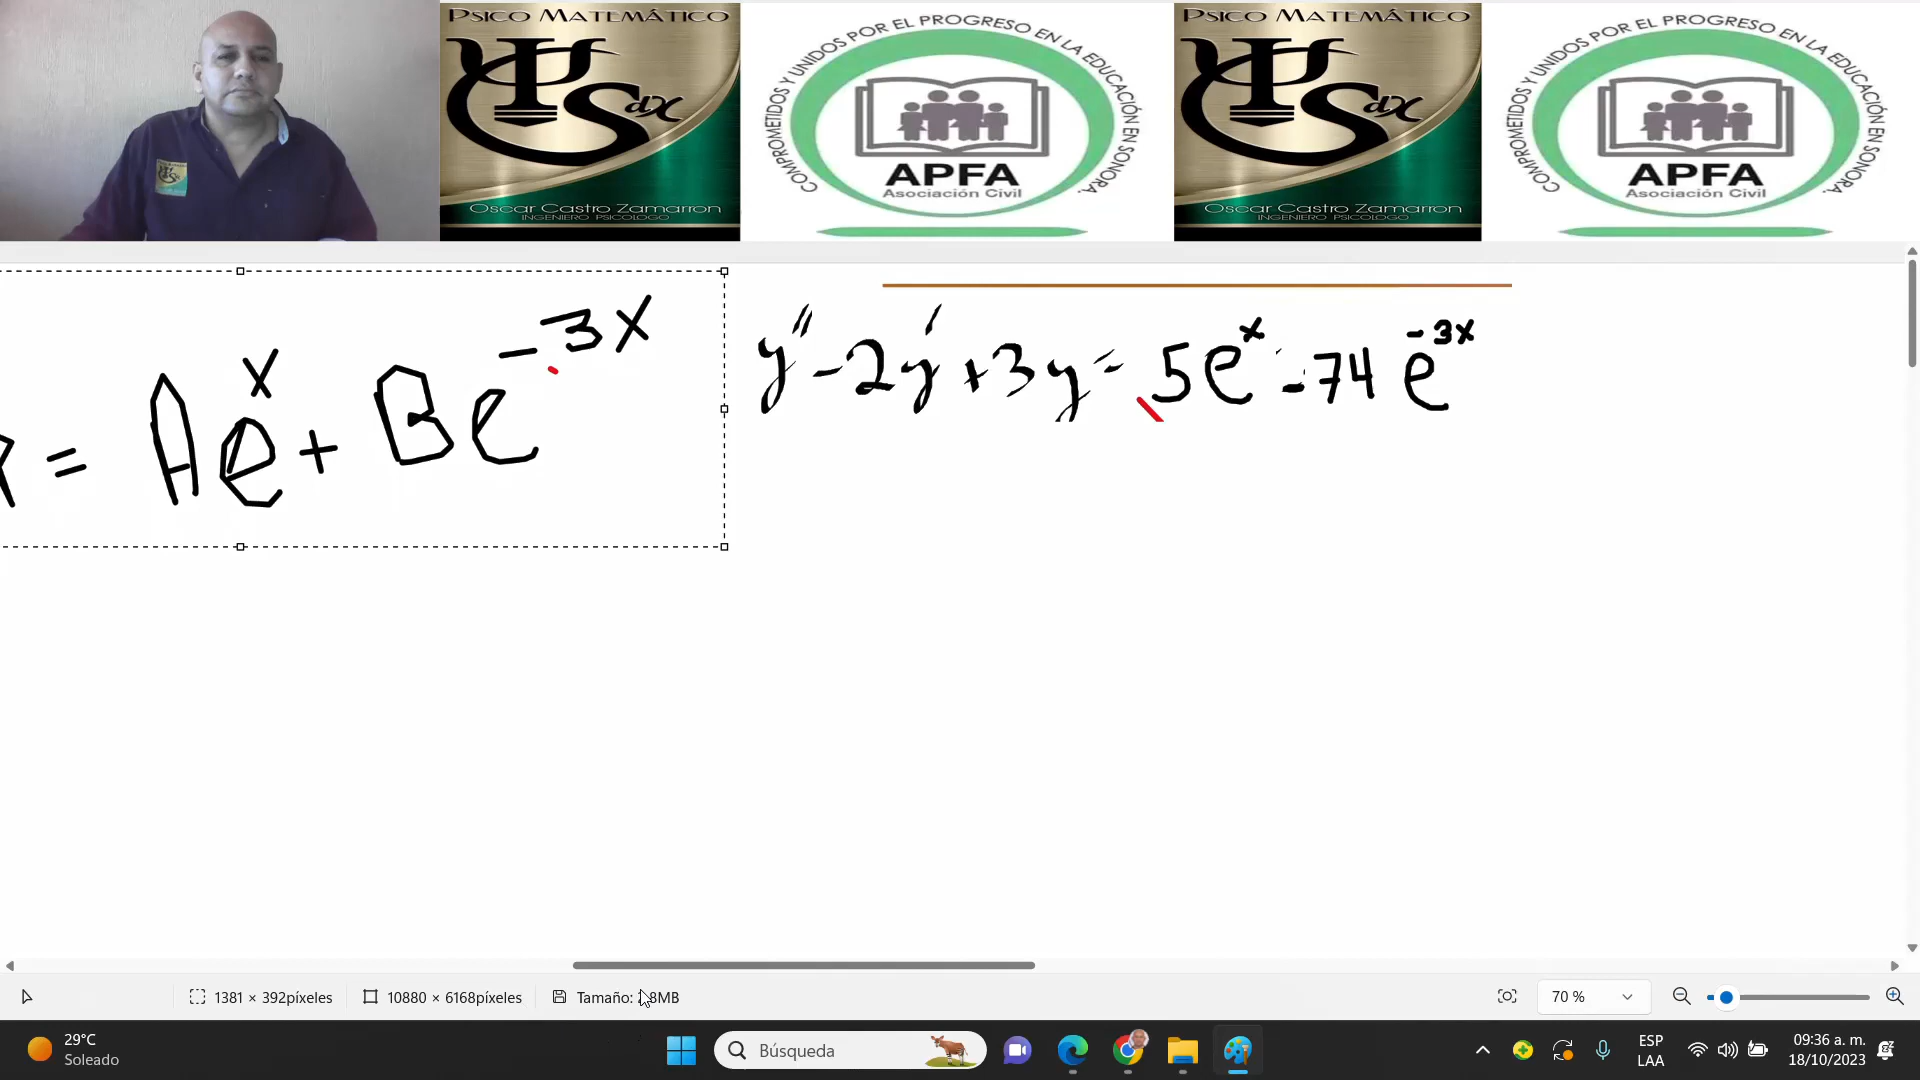 PSICO MATEMÁTICO
dx
Oscar Castro Zamarron
INGENIERO PSICOLOGO
COMPROMETIDOS Y UNIDOS POR EL PROGRESO EN LA EDUCACIÓN EN SONORA.
APFA
Asociación Civil
PSICO MATEMÁTICO
dx
Oscar Castro Zamarron
INGENIERO PSICOLOGO
COMPROMETIDOS Y UNIDOS POR EL PROGRESO EN LA EDUCACIÓN EN SONORA.
APFA
Asociación Civil
= Ae^x + Be^-3x
y'' - 2y' + 3y = 5e^x - 74 e^-3x
1381 × 392píxeles
10880 × 6168píxeles
Tamaño: 8MB
70 %
29°C
Soleado
Búsqueda
ESP
LAA
09:36 a. m.
18/10/2023